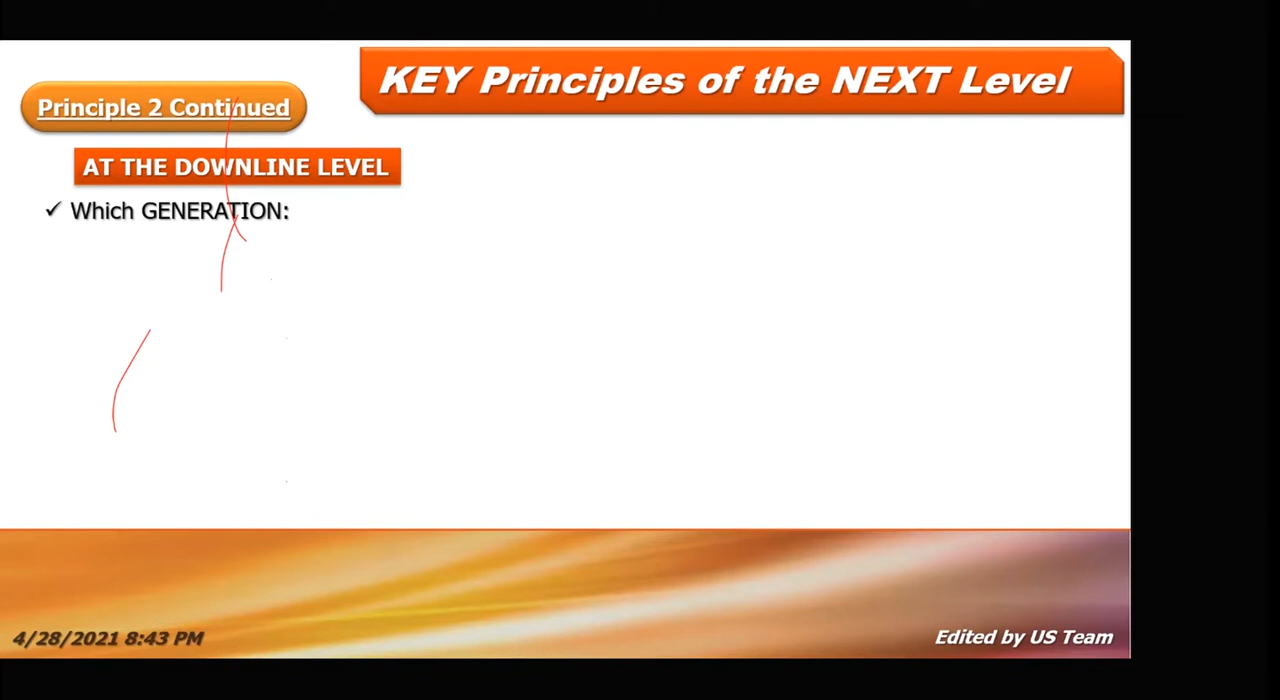 KEY Principles of the NEXT Level
Principle 2 Continued
AT THE DOWNLINE LEVEL
✓ Which GENERATION:
4/28/2021 8:43 PM
Edited by US Team